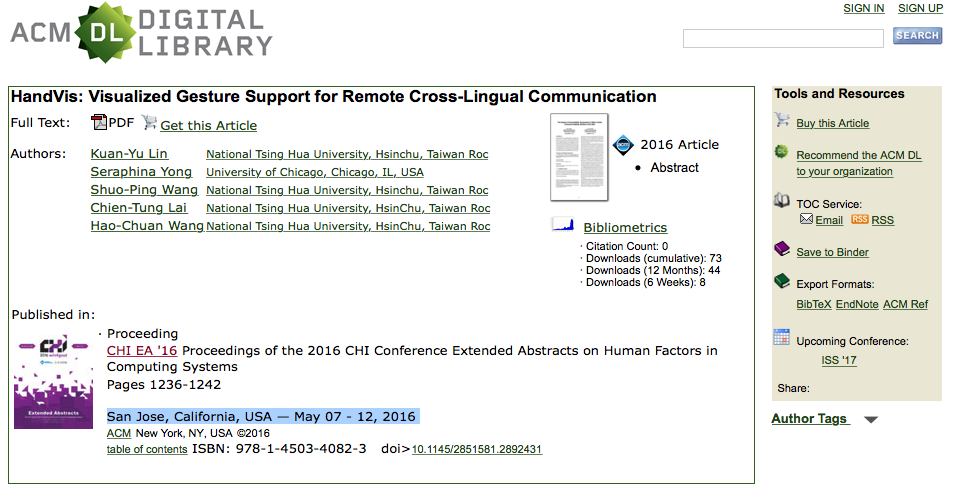 SIGN IN SIGN UP
ACM DL DIGITAL LIBRARY
SEARCH
HandVis: Visualized Gesture Support for Remote Cross-Lingual Communication
Full Text: PDF Get this Article
Authors: Kuan-Yu Lin National Tsing Hua University, Hsinchu, Taiwan Roc
Seraphina Yong University of Chicago, Chicago, IL, USA
Shuo-Ping Wang National Tsing Hua University, Hsinchu, Taiwan Roc
Chien-Tung Lai National Tsing Hua University, HsinChu, Taiwan Roc
Hao-Chuan Wang National Tsing Hua University, HsinChu, Taiwan Roc
2016 Article
• Abstract
Bibliometrics
· Citation Count: 0
· Downloads (cumulative): 73
· Downloads (12 Months): 44
· Downloads (6 Weeks): 8
Published in:
· Proceeding
CHI EA '16 Proceedings of the 2016 CHI Conference Extended Abstracts on Human Factors in
Computing Systems
Pages 1236-1242
San Jose, California, USA — May 07 - 12, 2016
ACM New York, NY, USA ©2016
table of contents ISBN: 978-1-4503-4082-3 doi>10.1145/2851581.2892431
CHI
Extended Abstracts
Tools and Resources
Buy this Article
DL
Recommend the ACM DL
to your organization
TOC Service:
Email RSS RSS
Save to Binder
Export Formats:
BibTeX EndNote ACM Ref
Upcoming Conference:
ISS '17
Share:
Author Tags